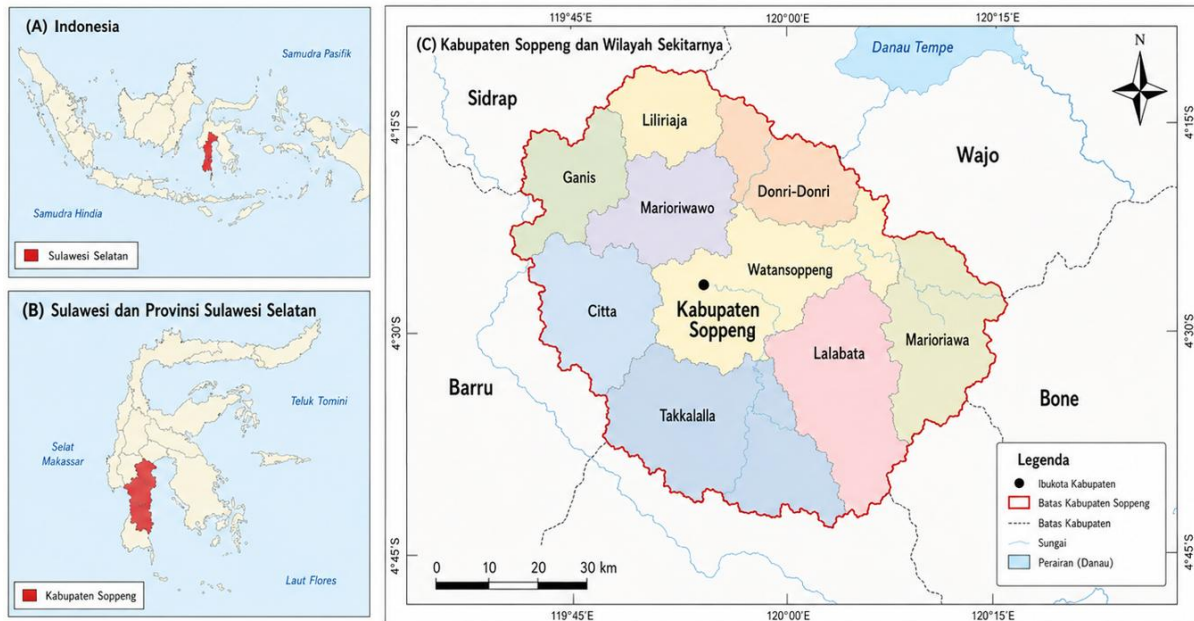 (A) Indonesia
Samudra Pasifik
Samudra Hindia
Sulawesi Selatan
(B) Sulawesi dan Provinsi Sulawesi Selatan
Teluk Tomini
Selat
Makassar
Laut Flores
Kabupaten Soppeng
119°45'E
120°00'E
120°15'E
(C) Kabupaten Soppeng dan Wilayah Sekitarnya
Danau Tempe
N
Sidrap
Liliriaja
4°15'S
4°15'S
Wajo
Ganis
Donri-Donri
Marioriwawo
Watansoppeng
Citta
Kabupaten
Soppeng
4°30'S
4°30'S
Marioriawa
Lalabata
Barru
Bone
Takkalalla
Legenda
Ibukota Kabupaten
Batas Kabupaten Soppeng
Batas Kabupaten
Sungai
Perairan (Danau)
4°45'S
4°45'S
0 10 20 30 km
119°45'E
120°00'E
120°15'E